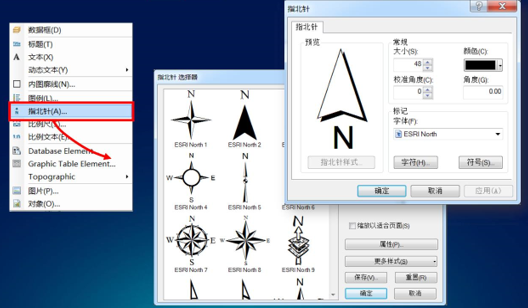 数据框(D)
标题(T)
文本(X)
动态文本(Y)
内图廓线(N)...
图例(L)...
指北针(A)...
比例尺(S)...
比例文本(E)...
Database Element...
Graphic Table Element...
Topographic
图片(P)...
对象(O)...
指北针 选择器
N
ESRI North 1
ESRI North 2
N
W E
S
ESRI North 4
N
ESRI North 5
ESRI North 6
N
W E
S
ESRI North 7
N
W E
S
ESRI North 8
N
ESRI North 9
N
N
缩放以适合页面(S)
属性(P)...
更多样式(S)
保存(V)...
重置(R)
确定
取消
指北针
指北针
预览
N
指北针样式...
常规
大小(S):
颜色(C):
48
校准角度(C):
角度(G):
0
0.00
标记
字体(F):
ESRI North
字符(H)...
符号(S)...
确定
取消
应用(A)